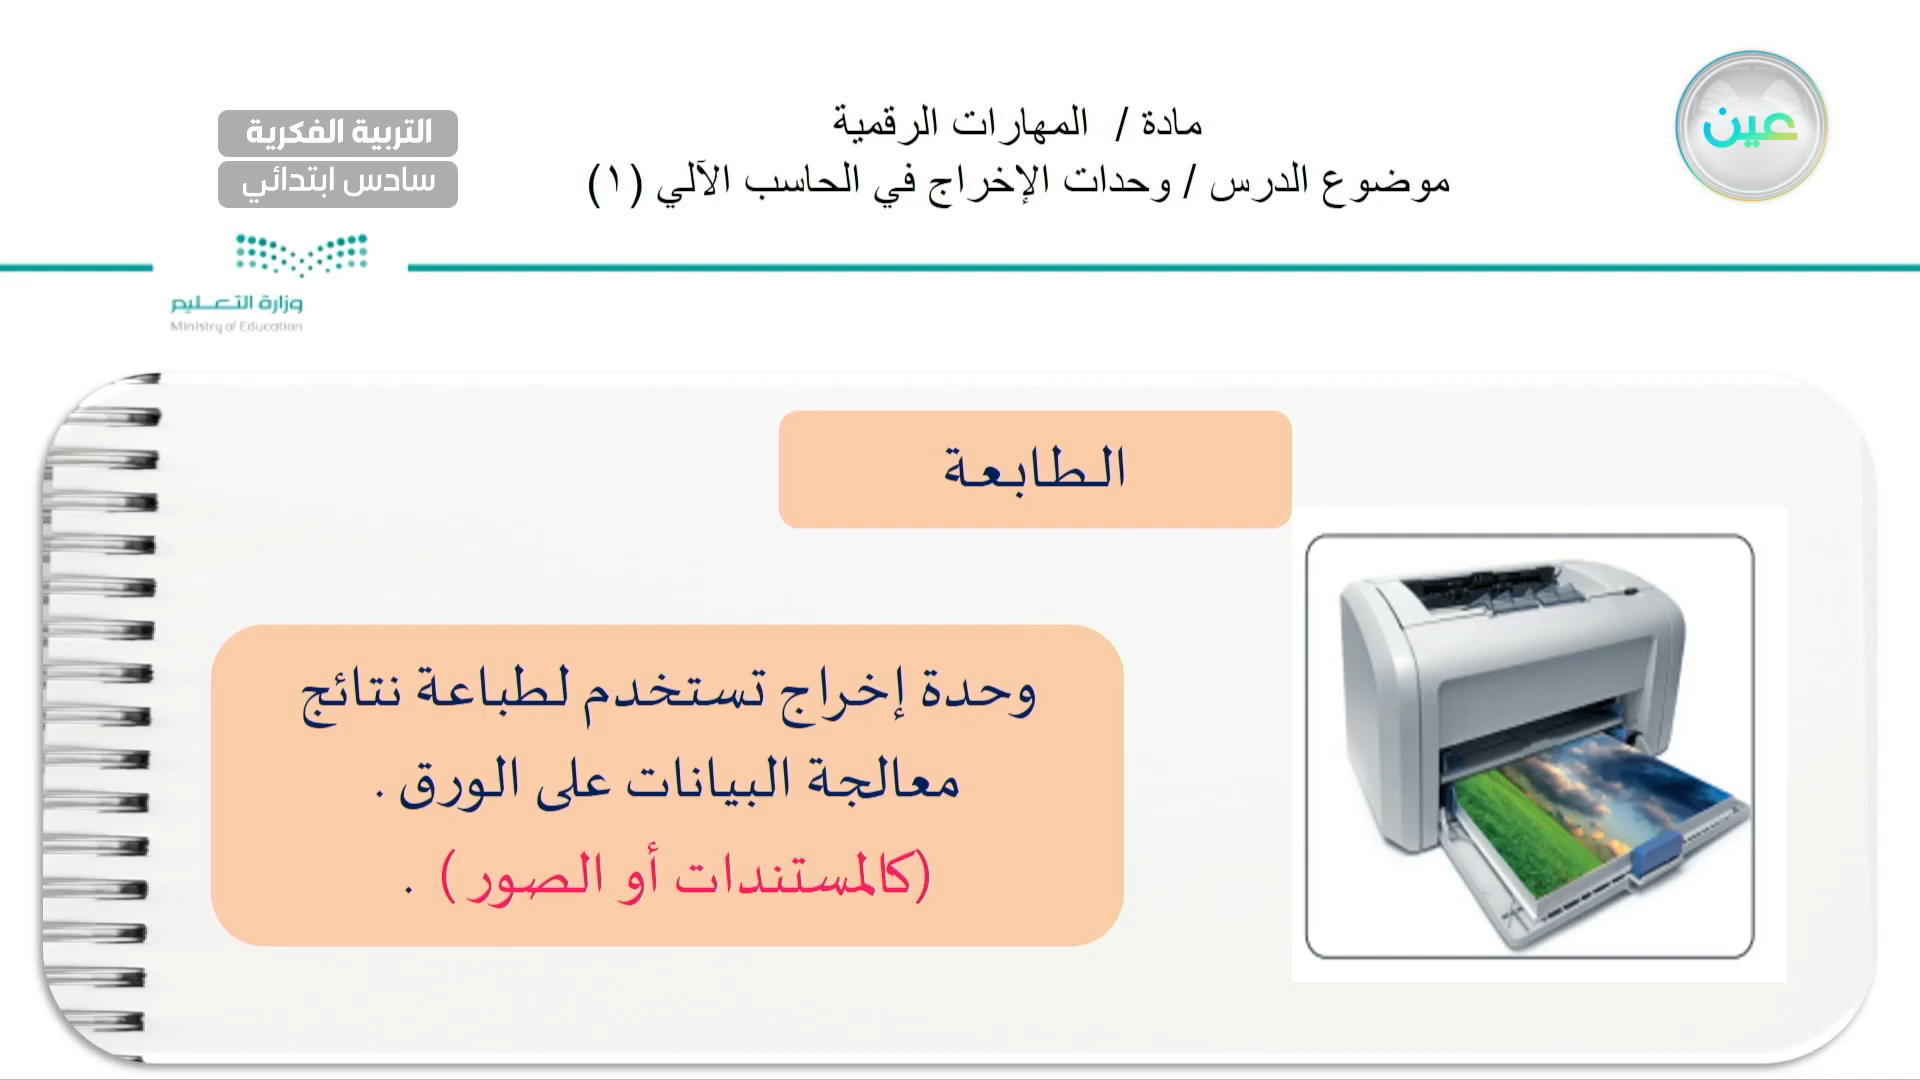 عين
مادة / المهارات الرقمية
موضوع الدرس / وحدات الإخراج في الحاسب الآلي (١)
التربية الفكرية
سادس ابتدائي
وزارة التعليم
Ministry of Education
الطابعة
وحدة إخراج تستخدم لطباعة نتائج
معالجة البيانات على الورق .
(كالمستندات أو الصور) .